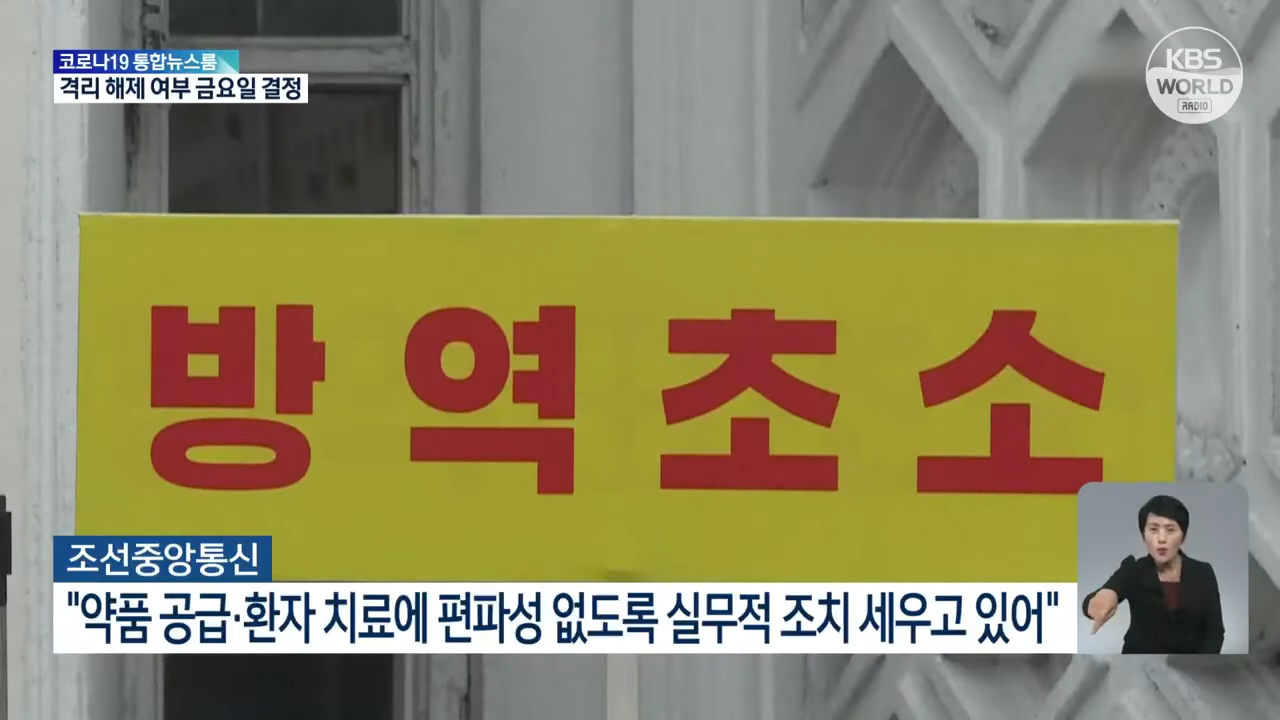 코로나19 통합뉴스룸
격리 해제 여부 금요일 결정
KBS
WORLD
RADIO
방역초소
조선중앙통신
"약품 공급·환자 치료에 편파성 없도록 실무적 조치 세우고 있어"